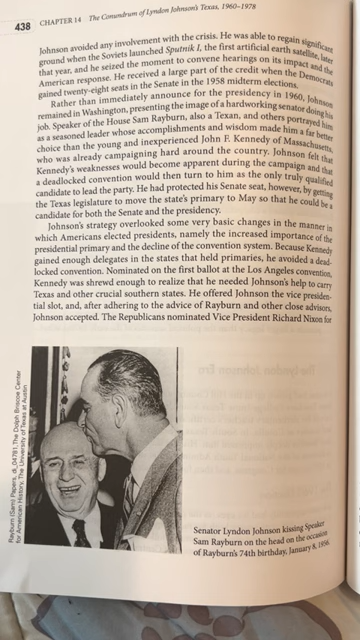 438
CHAPTER 14 The Conundrum of Lyndon Johnson's Texas, 1960–1978
Johnson avoided any involvement with the crisis. He was able to regain significant
ground when the Soviets launched Sputnik I, the first artificial earth satellite, later
that year, and he seized the moment to convene hearings on its impact and the
American response. He received a large part of the credit when the Democrats
gained twenty-eight seats in the Senate in the 1958 midterm elections.
Rather than immediately announce for the presidency in 1960, Johnson
remained in Washington, presenting the image of a hardworking senator doing his
job. Speaker of the House Sam Rayburn, also a Texan, and others portrayed him
as a seasoned leader whose accomplishments and wisdom made him a far better
choice than the young and inexperienced John F. Kennedy of Massachusetts,
who was already campaigning hard around the country. Johnson felt that
Kennedy's weaknesses would become apparent during the campaign and that
a deadlocked convention would then turn to him as the only truly qualified
candidate to lead the party. He had protected his Senate seat, however, by getting
the Texas legislature to move the state's primary to May so that he could be a
candidate for both the Senate and the presidency.
Johnson's strategy overlooked some very basic changes in the manner in
which Americans elected presidents, namely the increased importance of the
presidential primary and the decline of the convention system. Because Kennedy
gained enough delegates in the states that held primaries, he avoided a dead-
locked convention. Nominated on the first ballot at the Los Angeles convention,
Kennedy was shrewd enough to realize that he needed Johnson's help to carry
Texas and other crucial southern states. He offered Johnson the vice presiden-
tial slot, and, after adhering to the advice of Rayburn and other close advisors,
Johnson accepted. The Republicans nominated Vice President Richard Nixon for
Rayburn (Sam) Papers, di_04781, The Dolph Briscoe Center
for American History, The University of Texas at Austin
Senator Lyndon Johnson kissing Speaker
Sam Rayburn on the head on the occasion
of Rayburn's 74th birthday, January 6, 1956.